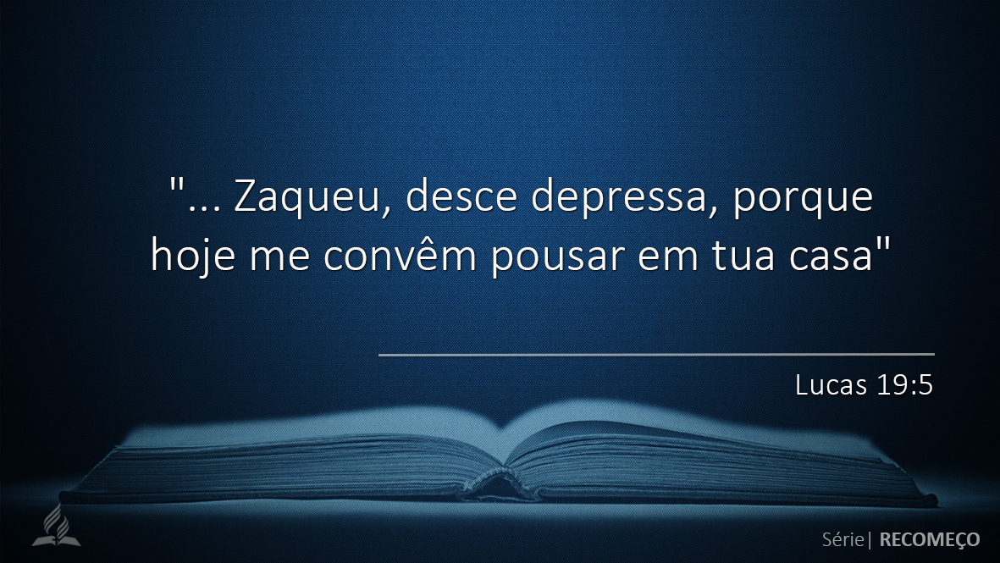 "... Zaqueu, desce depressa, porque
hoje me convêm pousar em tua casa"
Lucas 19:5
Série| RECOMEÇO